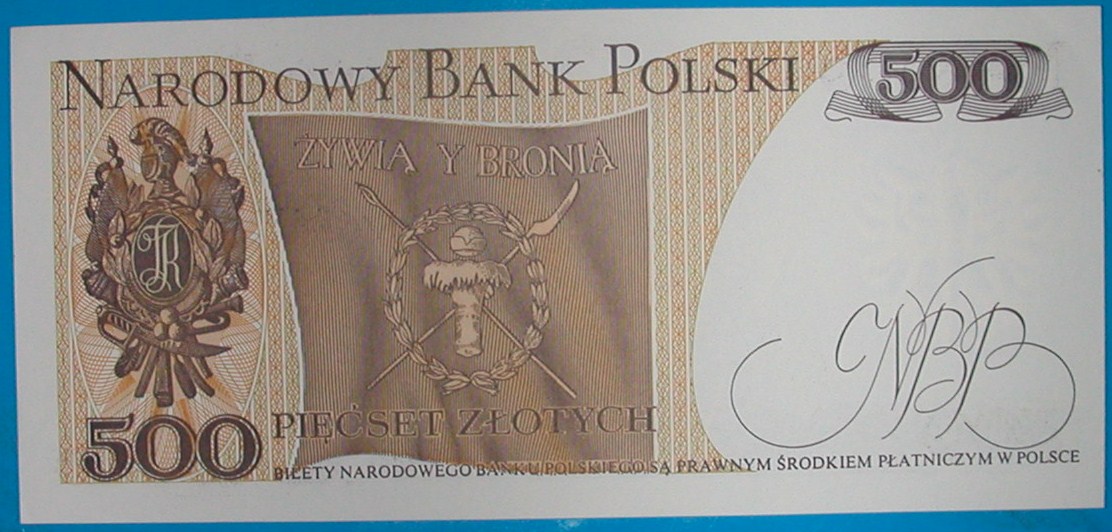 NARODOWY BANK POLSKI
500
ŻYWIĄ Y BRONIĄ
TK
NBP
500
PIĘĆSET ZŁOTYCH
BILETY NARODOWEGO BANKU POLSKIEGO SĄ PRAWNYM ŚRODKIEM PŁATNICZYM W POLSCE